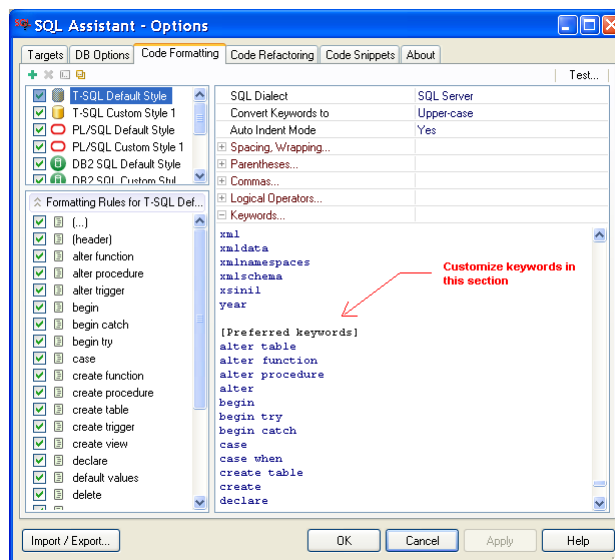 SQL Assistant - Options
Targets DB Options Code Formatting Code Refactoring Code Snippets About
Test...
T-SQL Default Style
T-SQL Custom Style 1
PL/SQL Default Style
PL/SQL Custom Style 1
DB2 SQL Default Style
DB2 SQL Custom Styl
Formatting Rules for T-SQL Def...
(...)
(header)
alter function
alter procedure
alter trigger
begin
begin catch
begin try
case
create function
create procedure
create table
create trigger
create view
declare
default values
delete
SQL Dialect SQL Server
Convert Keywords to Upper-case
Auto Indent Mode Yes
Spacing, Wrapping...
Parentheses...
Commas...
Logical Operators...
Keywords...
xml
xmldata
xmlnamespaces
xmlschema
xsinil
year
Customize keywords in
this section
[Preferred keywords]
alter table
alter function
alter procedure
alter
begin
begin try
begin catch
case
case when
create table
create
declare
Import / Export... OK Cancel Apply Help